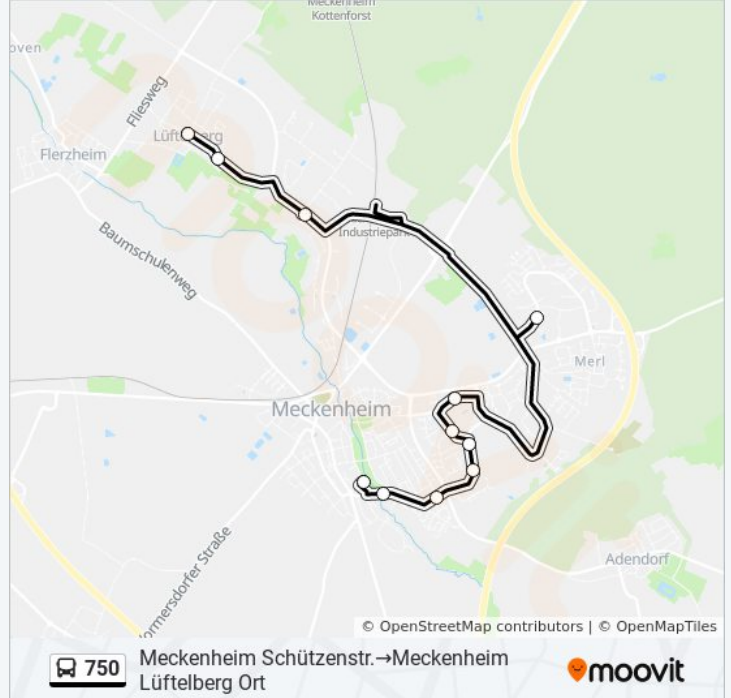 Meckenheim
Kottenforst
oven
Fliesweg
Lüftelberg
Flerzheim
Baumschulenweg
Industriepark
Merl
Meckenheim
Adendorf
ormersdorfer Straße
© OpenStreetMap contributors | © OpenMapTiles
750
Meckenheim Schützenstr.→Meckenheim
Lüftelberg Ort
moovit